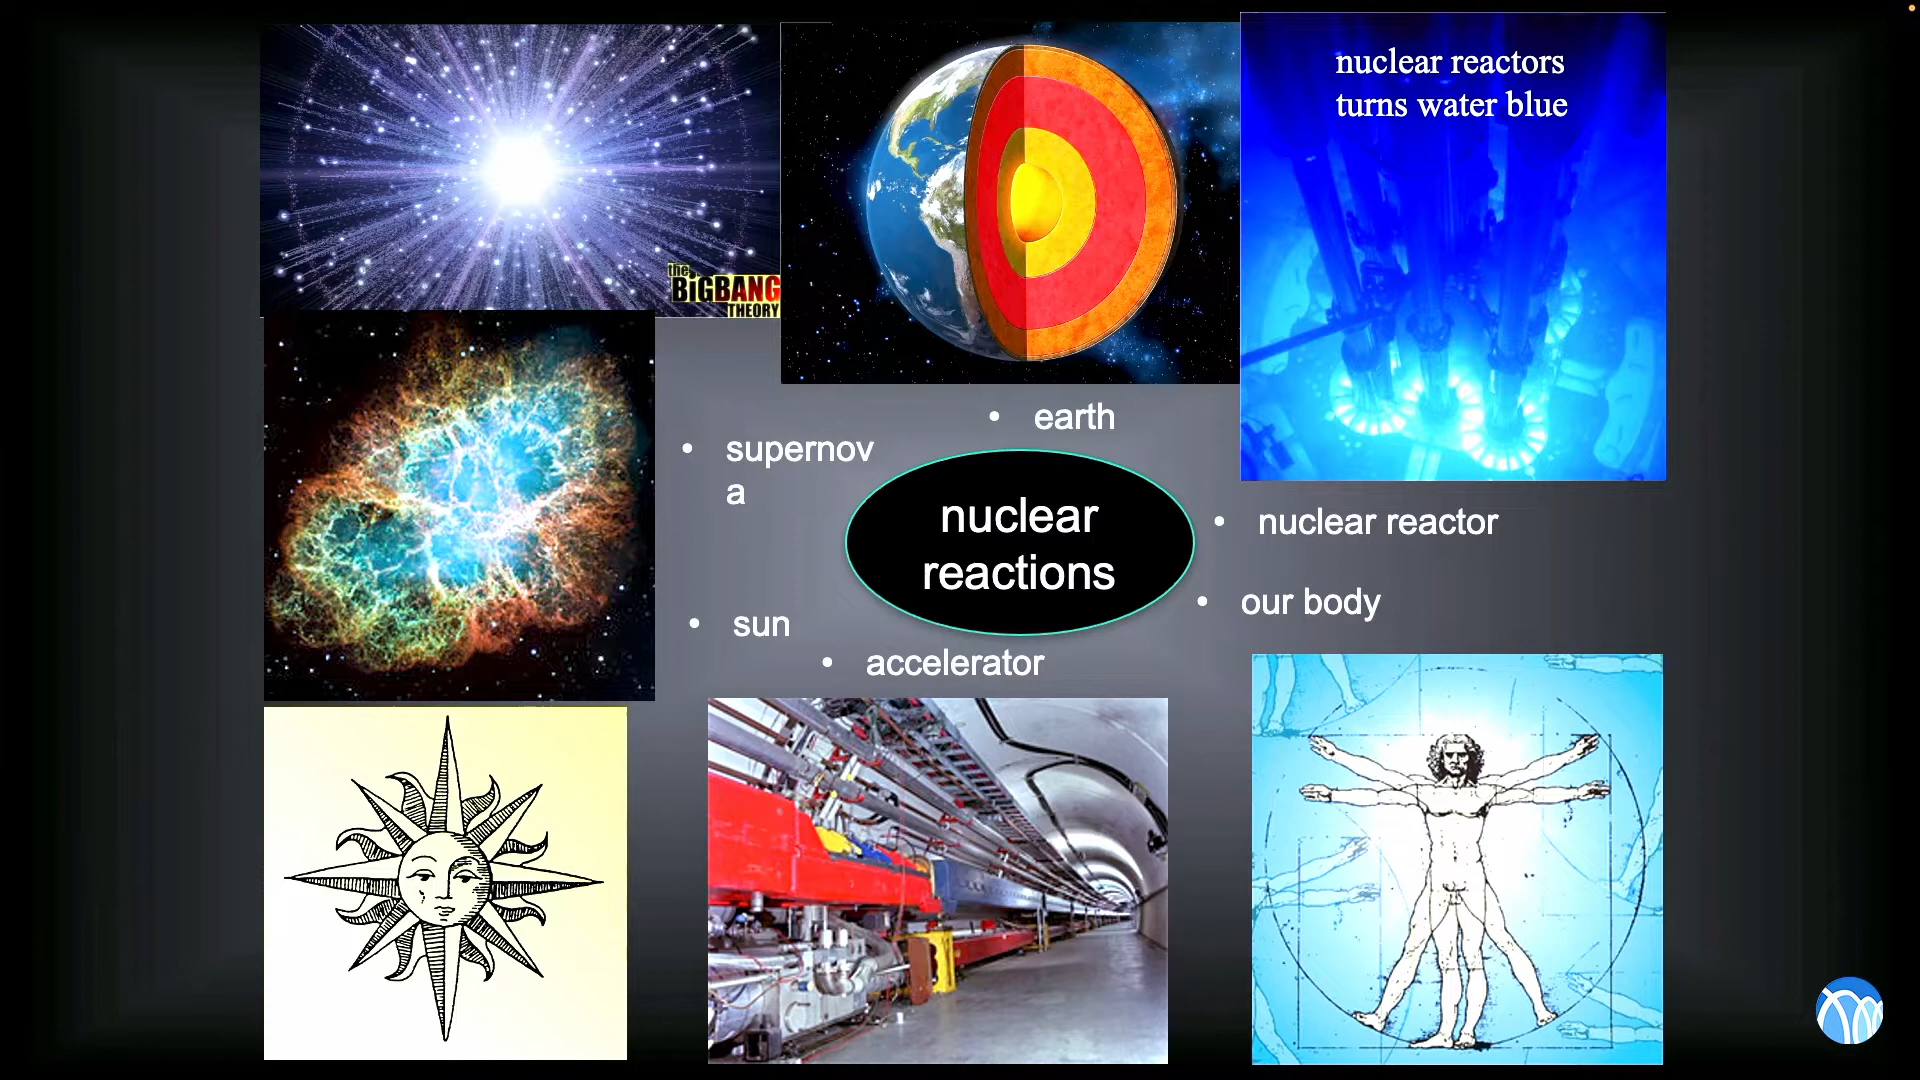 nuclear reactors
turns water blue
the
BiGBANG
THEORY
• earth
• supernov
a
nuclear
reactions
• nuclear reactor
• our body
• sun
• accelerator